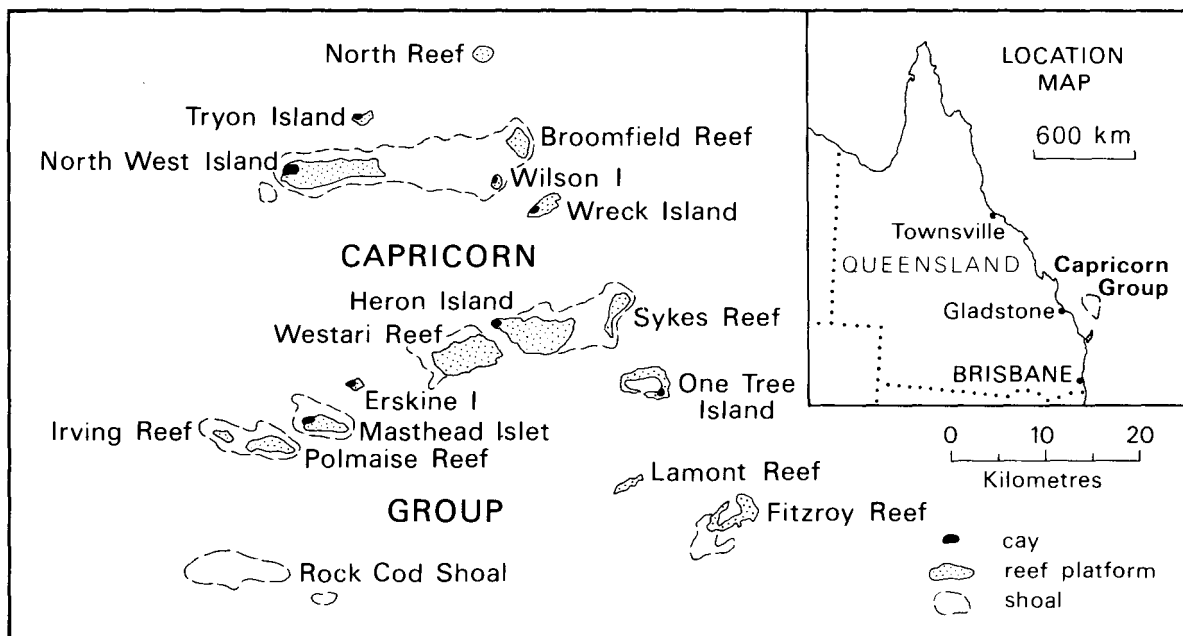 North Reef
Tryon Island
North West Island
Broomfield Reef
Wilson I
Wreck Island
CAPRICORN
Heron Island
Westari Reef
Sykes Reef
One Tree
Island
Erskine I
Masthead Islet
Irving Reef
Polmaise Reef
Lamont Reef
GROUP
Fitzroy Reef
Rock Cod Shoal
LOCATION
MAP
600 km
Townsville
QUEENSLAND
Capricorn
Group
Gladstone
BRISBANE
0 10 20
Kilometres
cay
reef platform
shoal